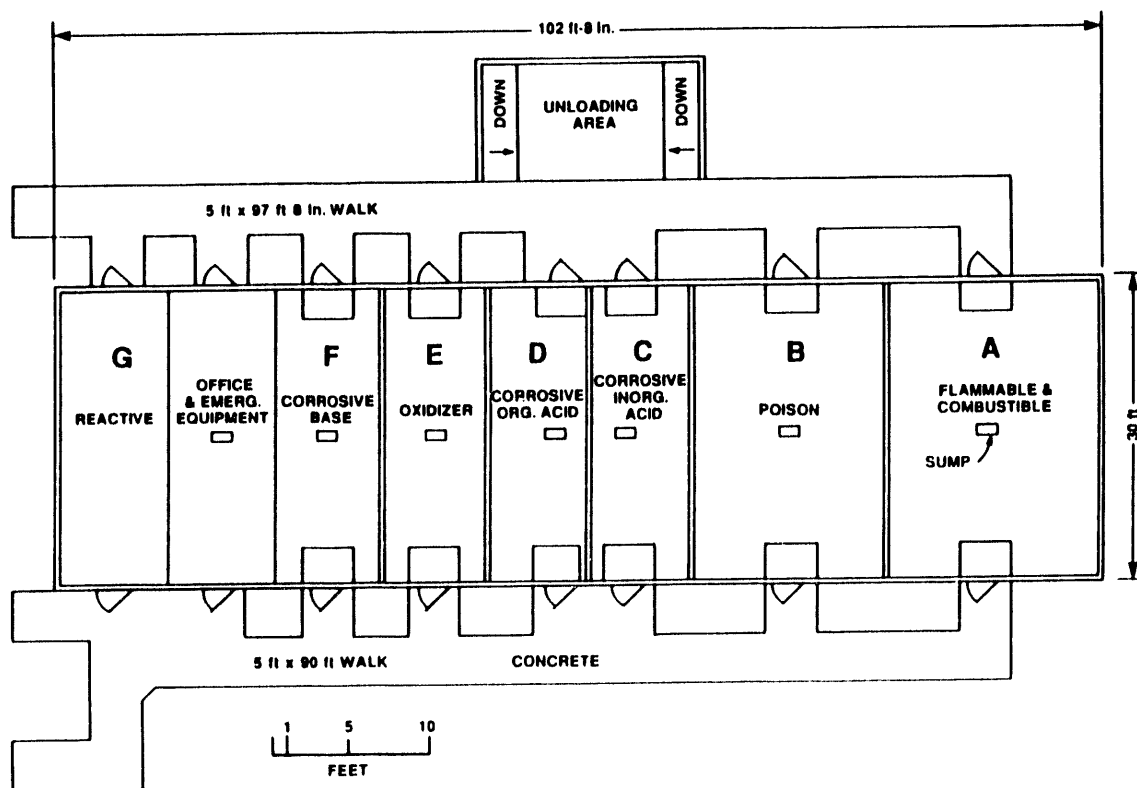 102 ft-8 in.
DOWN
UNLOADING
AREA
DOWN
5 ft x 97 ft 8 in. WALK
G
REACTIVE
OFFICE
& EMERG.
EQUIPMENT
F
CORROSIVE
BASE
E
OXIDIZER
D
CORROSIVE
ORG. ACID
C
CORROSIVE
INORG.
ACID
B
POISON
A
FLAMMABLE &
COMBUSTIBLE
SUMP
30 ft
5 ft x 90 ft WALK
CONCRETE
1 5 10
FEET